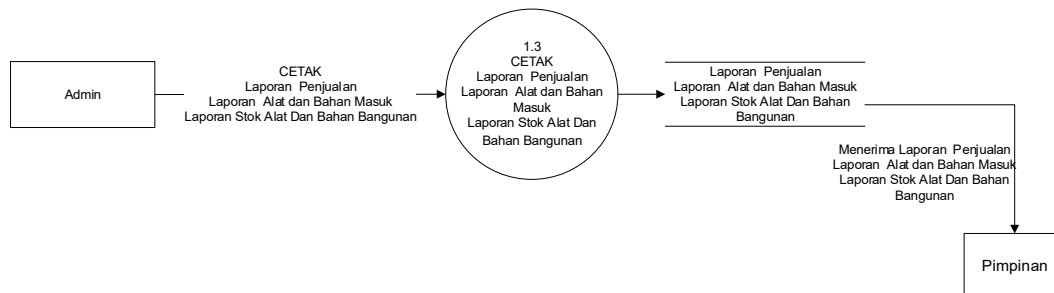 Admin
CETAK
Laporan Penjualan
Laporan Alat dan Bahan Masuk
Laporan Stok Alat Dan Bahan Bangunan
1.3
CETAK
Laporan Penjualan
Laporan Alat dan Bahan
Masuk
Laporan Stok Alat Dan
Bahan Bangunan
Laporan Penjualan
Laporan Alat dan Bahan Masuk
Laporan Stok Alat Dan Bahan
Bangunan
Menerima Laporan Penjualan
Laporan Alat dan Bahan Masuk
Laporan Stok Alat Dan Bahan
Bangunan
Pimpinan